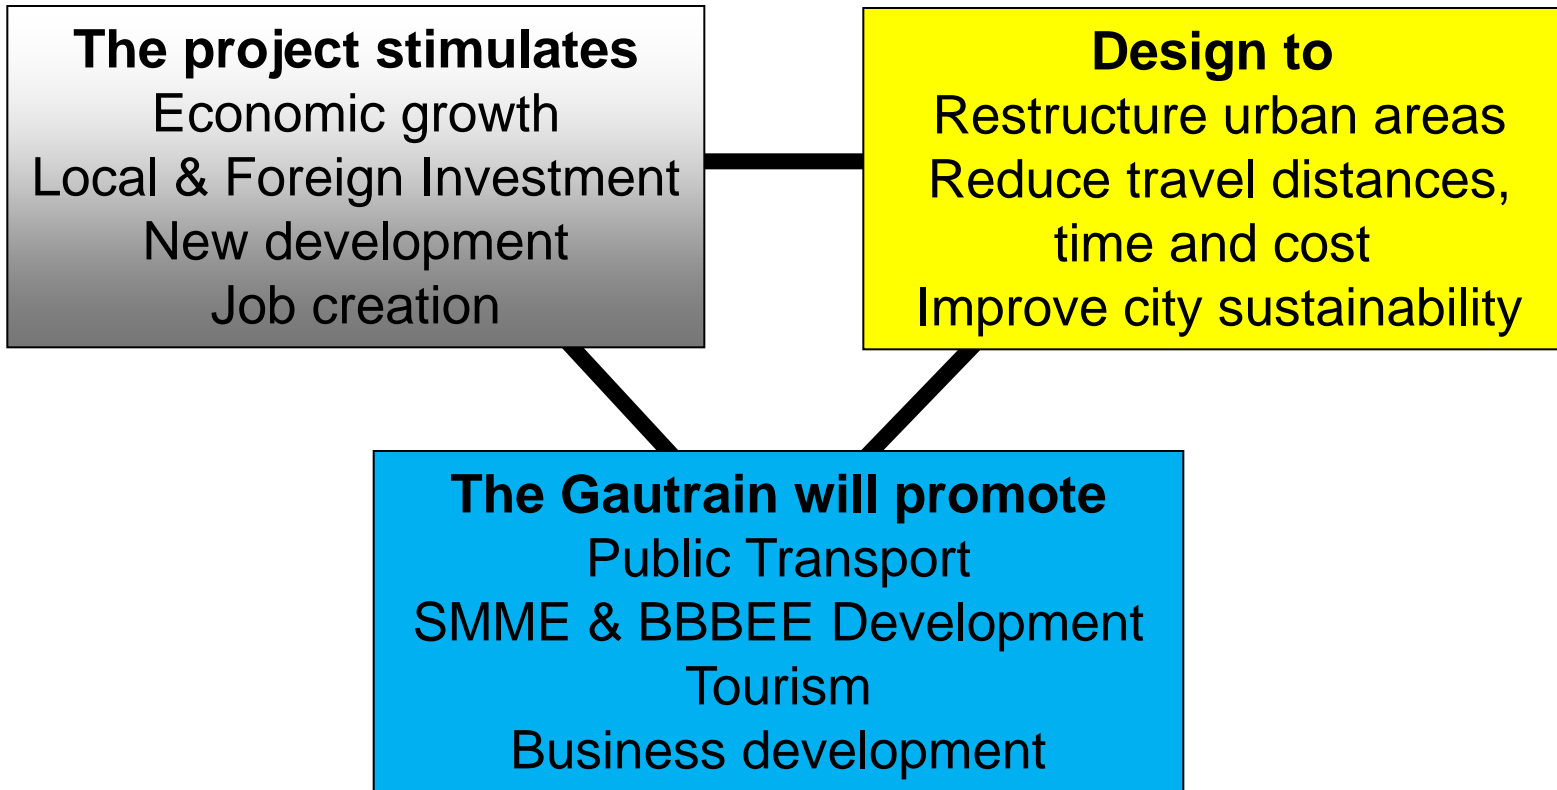 The project stimulates
Economic growth
Local & Foreign Investment
New development
Job creation
Design to
Restructure urban areas
Reduce travel distances,
time and cost
Improve city sustainability
The Gautrain will promote
Public Transport
SMME & BBBEE Development
Tourism
Business development